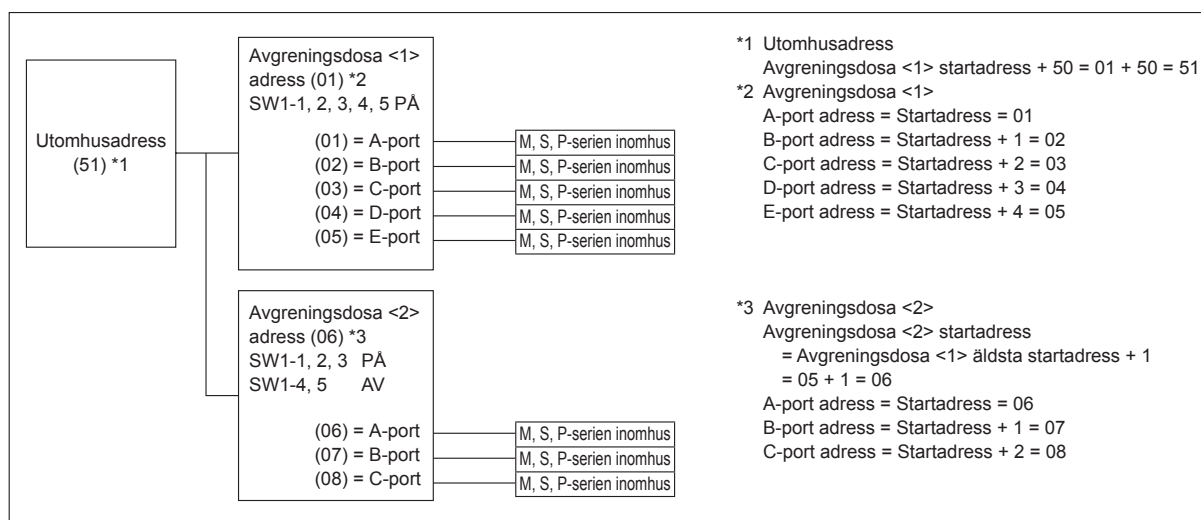 Utomhusadress
(51) *1
Avgreningsdosa <1>
adress (01) *2
SW1-1, 2, 3, 4, 5 PÅ
(01) = A-port
(02) = B-port
(03) = C-port
(04) = D-port
(05) = E-port
M, S, P-serien inomhus
M, S, P-serien inomhus
M, S, P-serien inomhus
M, S, P-serien inomhus
M, S, P-serien inomhus
Avgreningsdosa <2>
adress (06) *3
SW1-1, 2, 3 PÅ
SW1-4, 5 AV
(06) = A-port
(07) = B-port
(08) = C-port
M, S, P-serien inomhus
M, S, P-serien inomhus
M, S, P-serien inomhus
*1 Utomhusadress
Avgreningsdosa <1> startadress + 50 = 01 + 50 = 51
*2 Avgreningsdosa <1>
A-port adress = Startadress = 01
B-port adress = Startadress + 1 = 02
C-port adress = Startadress + 2 = 03
D-port adress = Startadress + 3 = 04
E-port adress = Startadress + 4 = 05
*3 Avgreningsdosa <2>
Avgreningsdosa <2> startadress
= Avgreningsdosa <1> äldsta startadress + 1
= 05 + 1 = 06
A-port adress = Startadress = 06
B-port adress = Startadress + 1 = 07
C-port adress = Startadress + 2 = 08